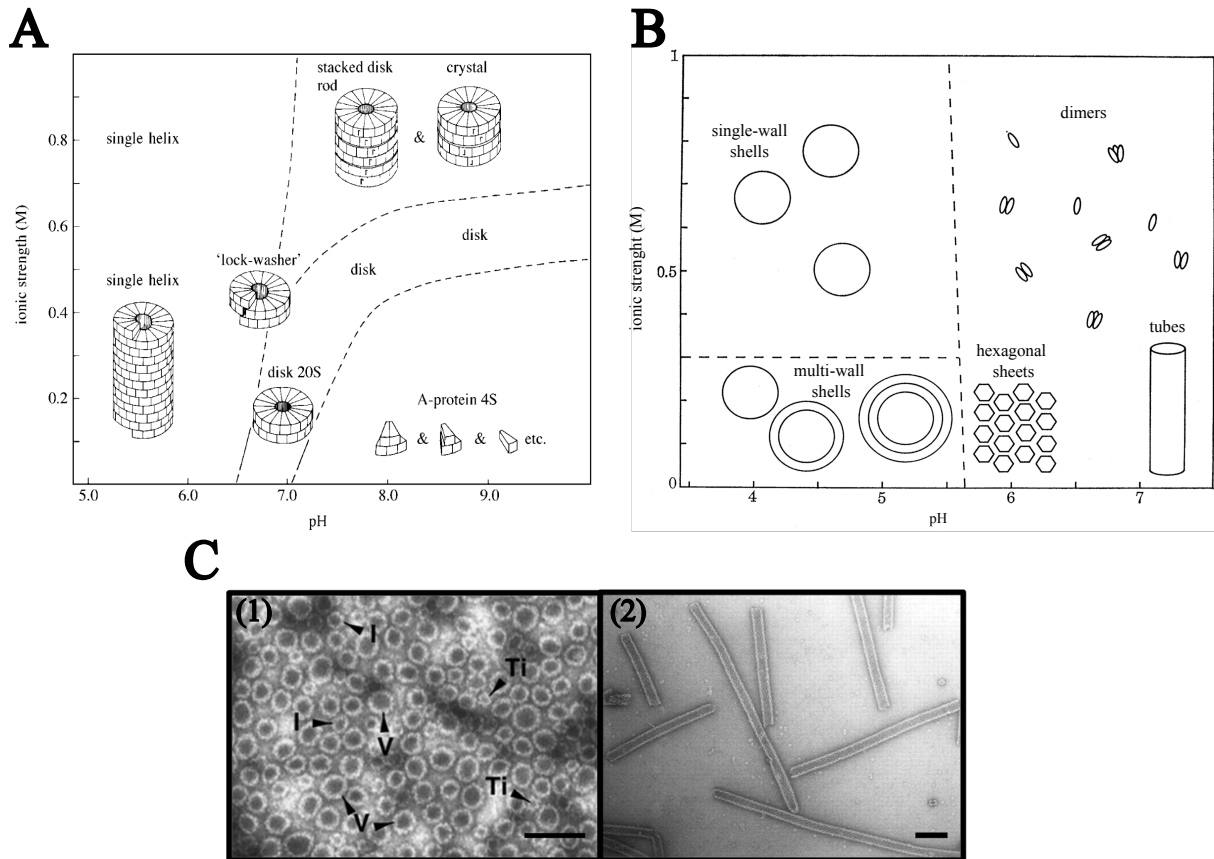 A
stacked disk
rod
crystal
&
single helix
0.8
0.6
0.4
0.2
ionic strength (M)
disk
disk
'lock-washer'
single helix
disk 20S
A-protein 4S
& & etc.
5.0 6.0 7.0 8.0 9.0
pH
B
1
0.5
0
ionic strenght (M)
single-wall
shells
dimers
multi-wall
shells
hexagonal
sheets
tubes
4 5 6 7
pH
C
(1)
I
Ti
I
V
Ti
V
(2)